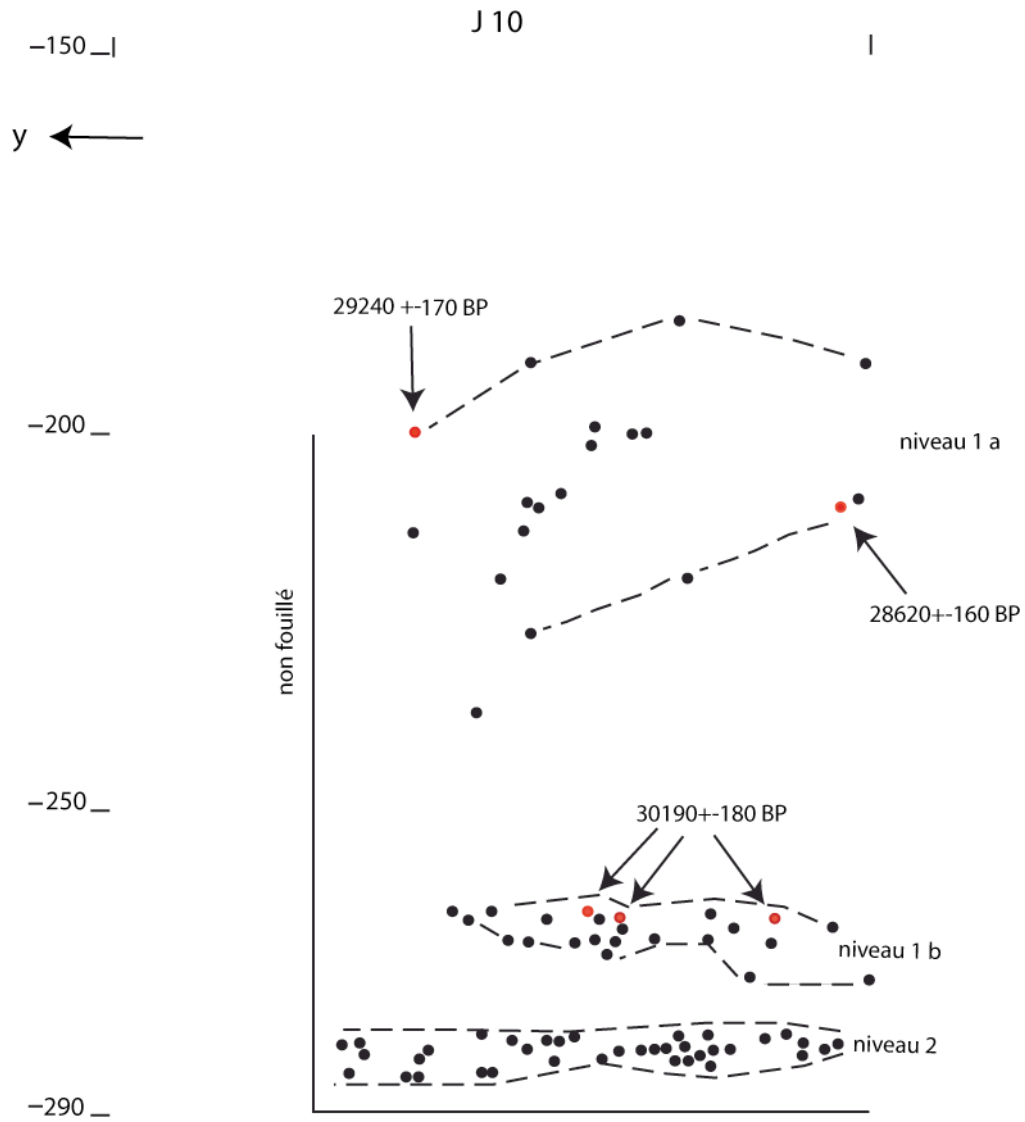 J 10
–150
y
29240 +-170 BP
–200
niveau 1 a
28620+-160 BP
non fouillé
–250
30190+-180 BP
niveau 1 b
niveau 2
–290